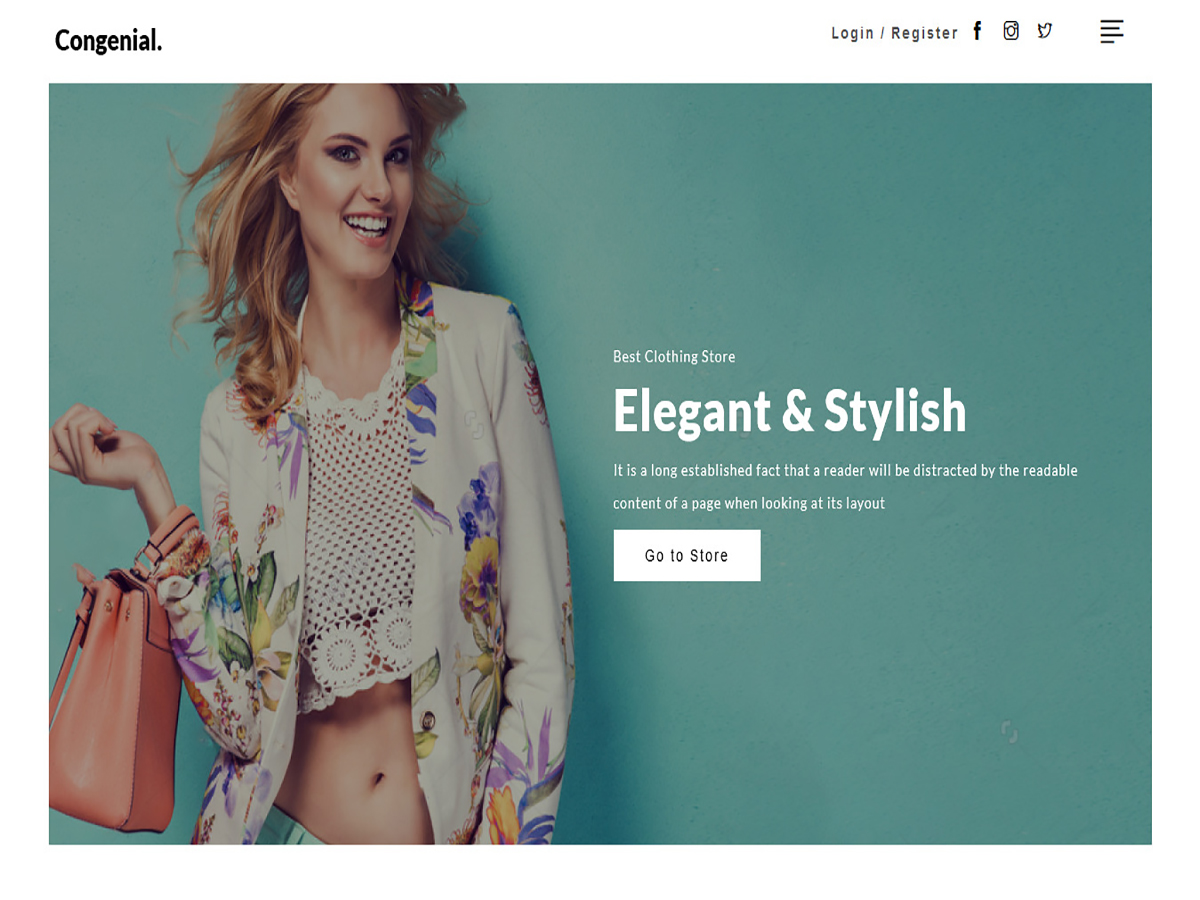 Congenial.
Login / Register
Best Clothing Store
Elegant & Stylish
It is a long established fact that a reader will be distracted by the readable
content of a page when looking at its layout
Go to Store